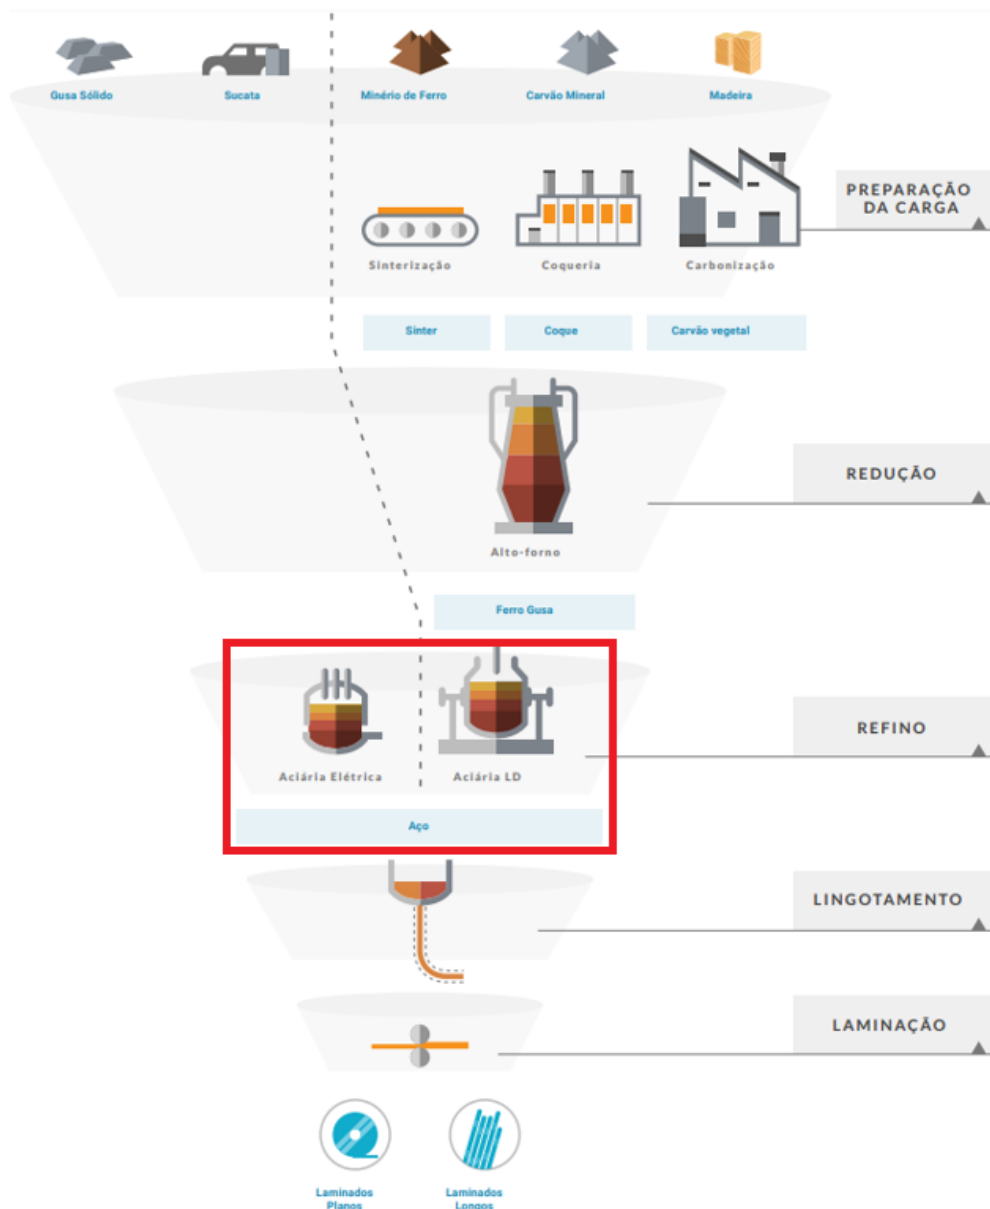 Gusa Sólido
Sucata
Minério de Ferro
Carvão Mineral
Madeira
PREPARAÇÃO
DA CARGA
Sinterização
Coqueria
Carbonização
Sinter
Coque
Carvão vegetal
REDUÇÃO
Alto-forno
Ferro Gusa
REFINO
Aciária Elétrica
Aciária LD
Aço
LINGOTAMENTO
LAMINAÇÃO
Laminados
Planos
Laminados
Longos